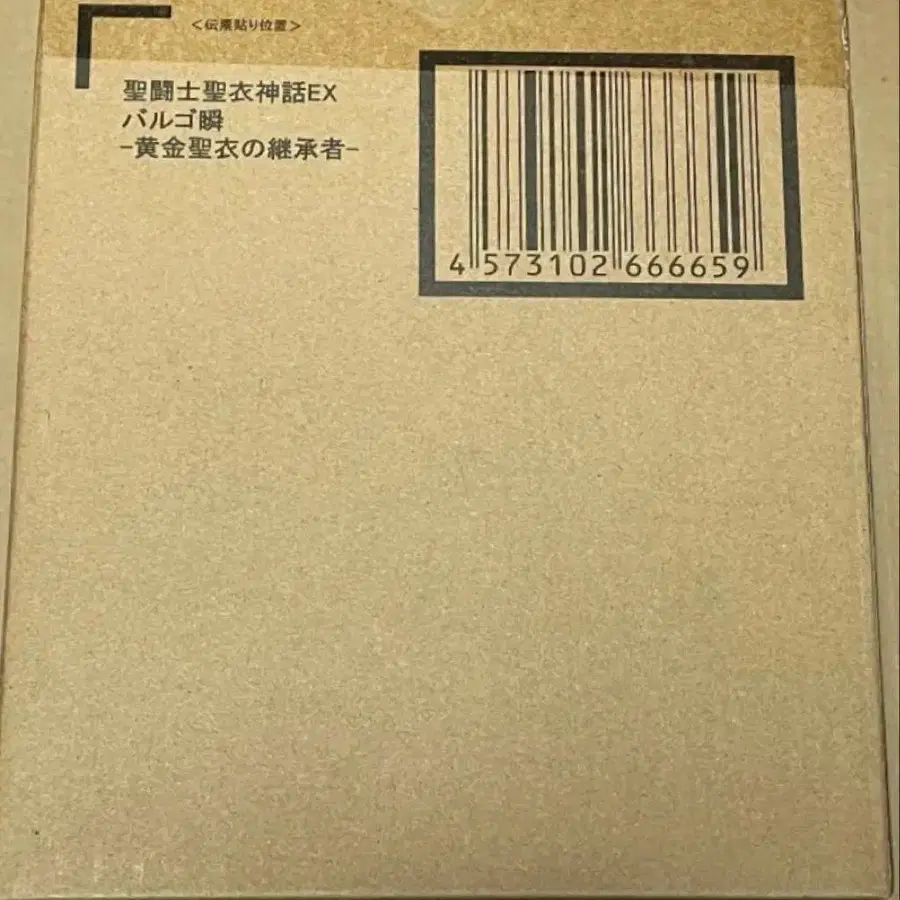 <伝票貼り位置>
聖闘士聖衣神話EX
バルゴ瞬
-黄金聖衣の継承者-
4 573102 666659